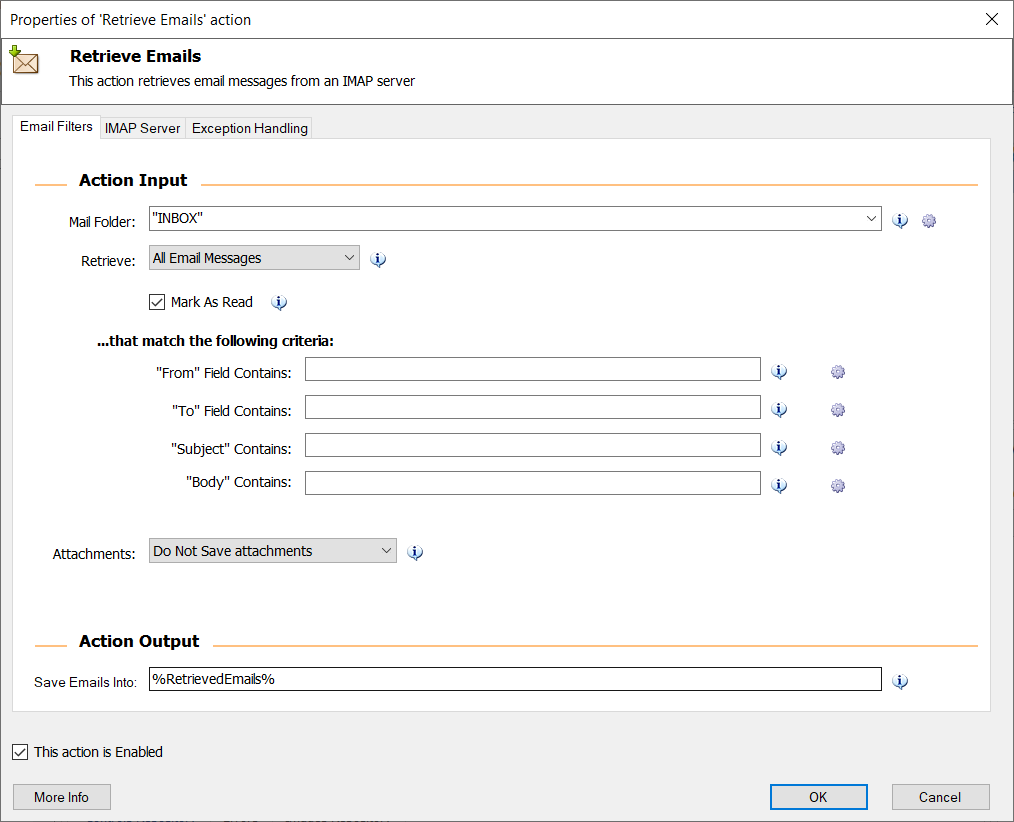 Properties of 'Retrieve Emails' action
Retrieve Emails
This action retrieves email messages from an IMAP server
Email Filters IMAP Server Exception Handling
Action Input
Mail Folder: "INBOX"
Retrieve: All Email Messages
Mark As Read
...that match the following criteria:
"From" Field Contains:
"To" Field Contains:
"Subject" Contains:
"Body" Contains:
Attachments: Do Not Save attachments
Action Output
Save Emails Into: %RetrievedEmails%
This action is Enabled
More Info OK Cancel